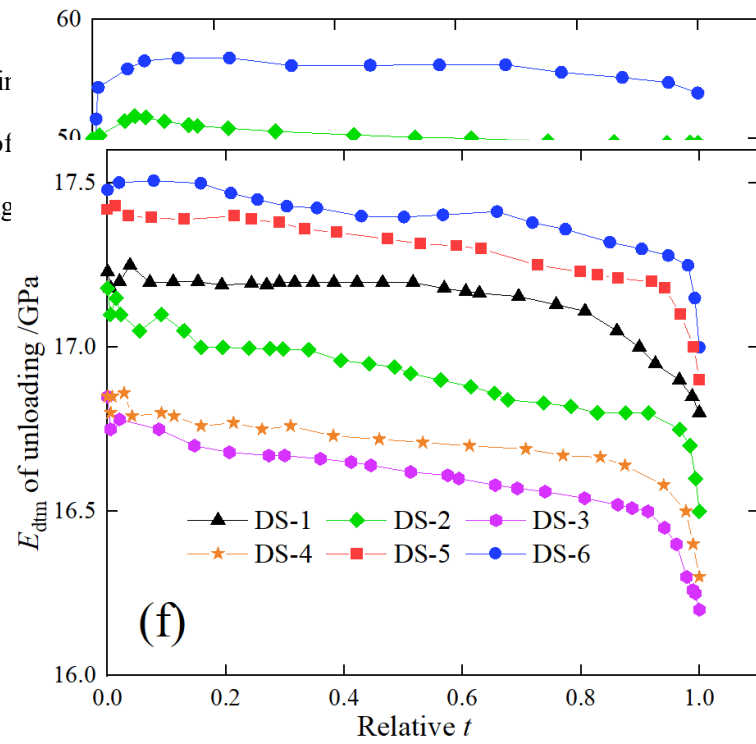 60
50
of
17.5
17.0
16.5
16.0
E_dtm of unloading /GPa
DS-1 DS-2 DS-3
DS-4 DS-5 DS-6
(f)
0.0 0.2 0.4 0.6 0.8 1.0
Relative t